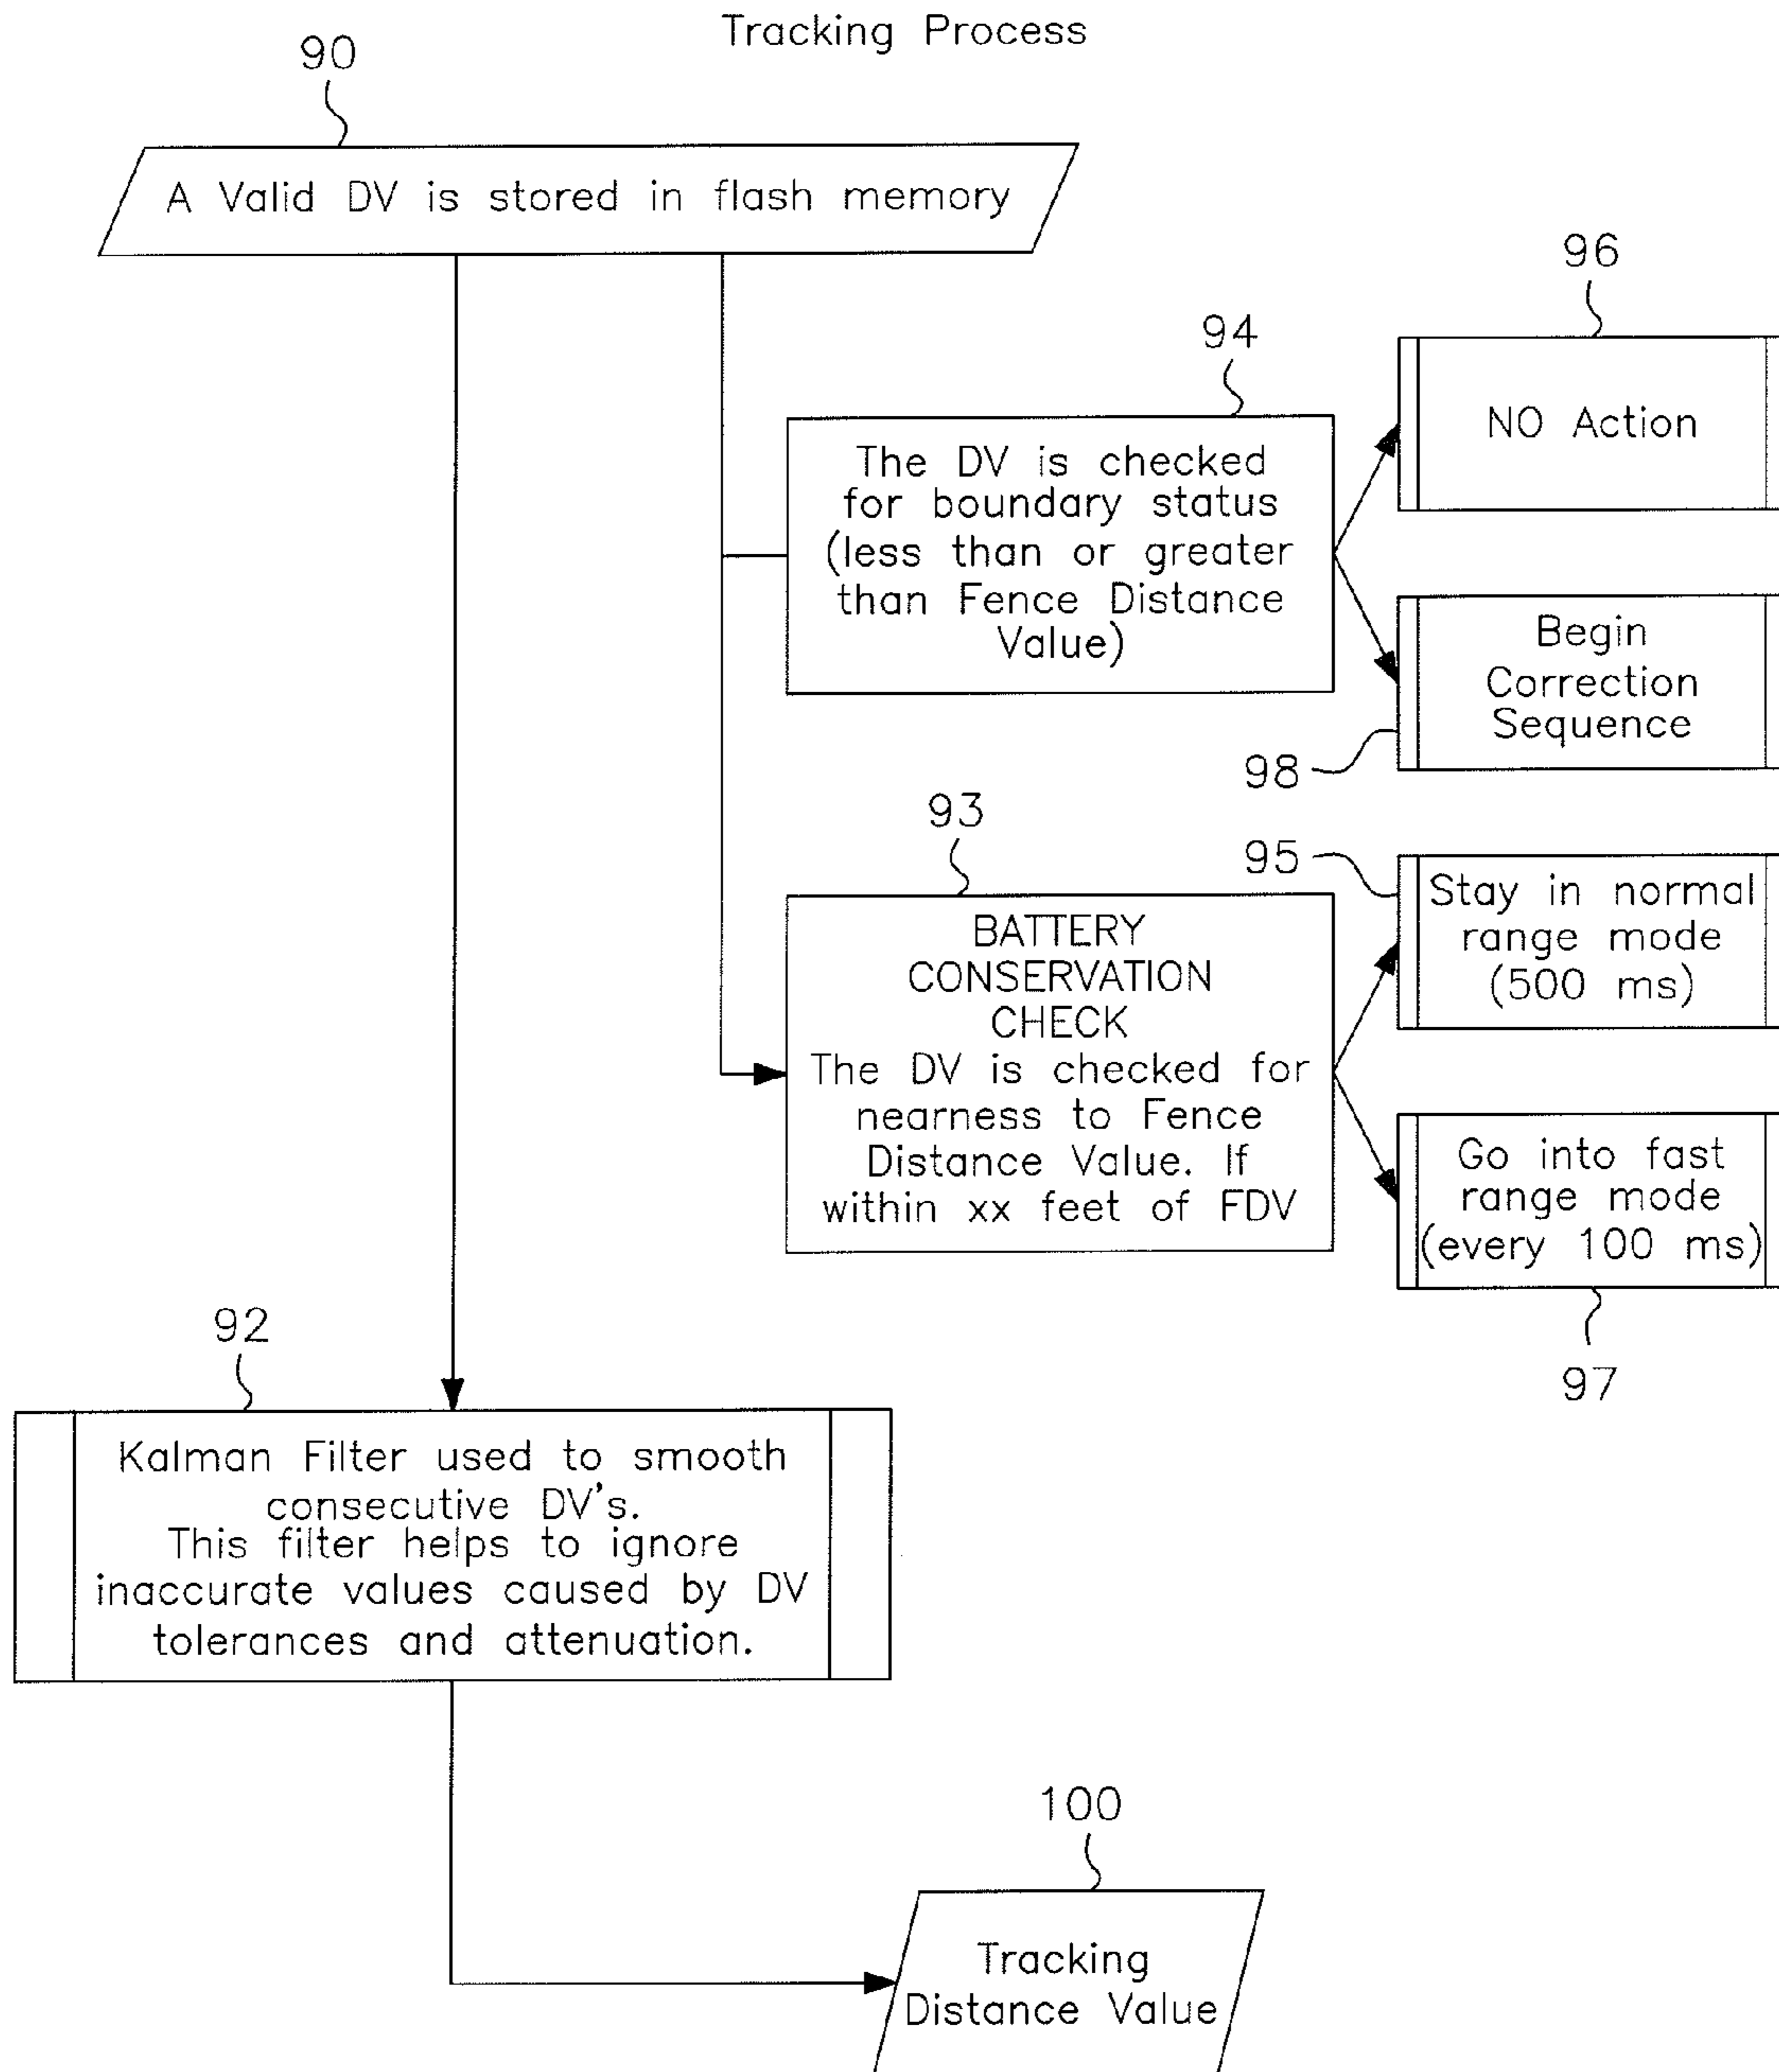 Tracking Process
90
A Valid DV is stored in flash memory
96
NO Action
94
The DV is checked
for boundary status
(less than or greater
than Fence Distance
Value)
Begin
Correction
Sequence
98
93
BATTERY
CONSERVATION
CHECK
The DV is checked for
nearness to Fence
Distance Value. If
within xx feet of FDV
95
Stay in normal
range mode
(500 ms)
Go into fast
range mode
(every 100 ms)
97
92
Kalman Filter used to smooth
consecutive DV's.
This filter helps to ignore
inaccurate values caused by DV
tolerances and attenuation.
100
Tracking
Distance Value